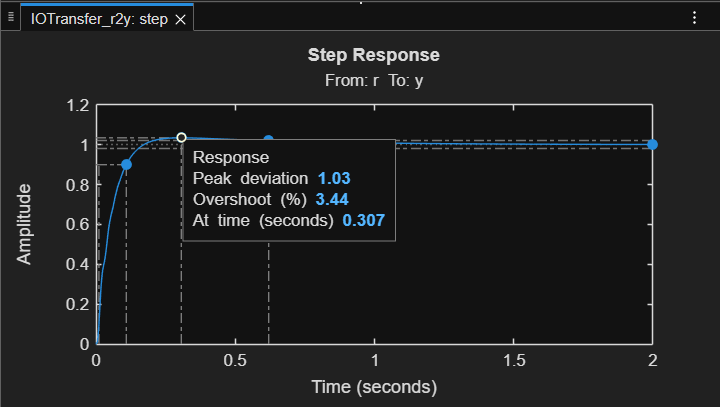 IOTransfer_r2y: step
Step Response
From: r To: y
1.2
1
0.8
0.6
0.4
0.2
0
Amplitude
Response
Peak deviation 1.03
Overshoot (%) 3.44
At time (seconds) 0.307
0
0.5
1
1.5
2
Time (seconds)